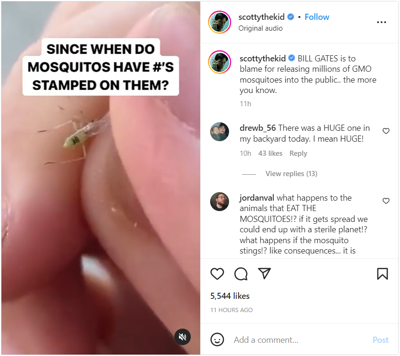 SINCE WHEN DO
MOSQUITOS HAVE #'S
STAMPED ON THEM?
scottythekid • Follow
Original audio
scottythekid BILL GATES is to
blame for releasing millions of GMO
mosquitoes into the public.. the more
you know.
11h
drewb_56 There was a HUGE one in
my backyard today. I mean HUGE!
10h 43 likes Reply
View replies (13)
jordanval what happens to the
animals that EAT THE
MOSQUITOES!? if it gets spread we
could end up with a sterile planet!?
what happens if the mosquito
stings!? like consequences... it is
5,544 likes
11 HOURS AGO
Add a comment...
Post